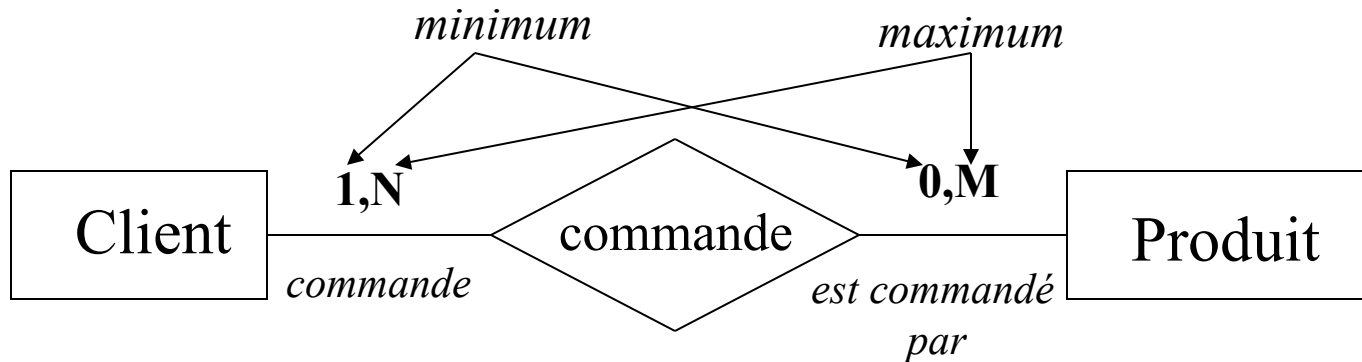 minimum
maximum
1,N
0,M
Client
commande
Produit
commande
est commandé
par